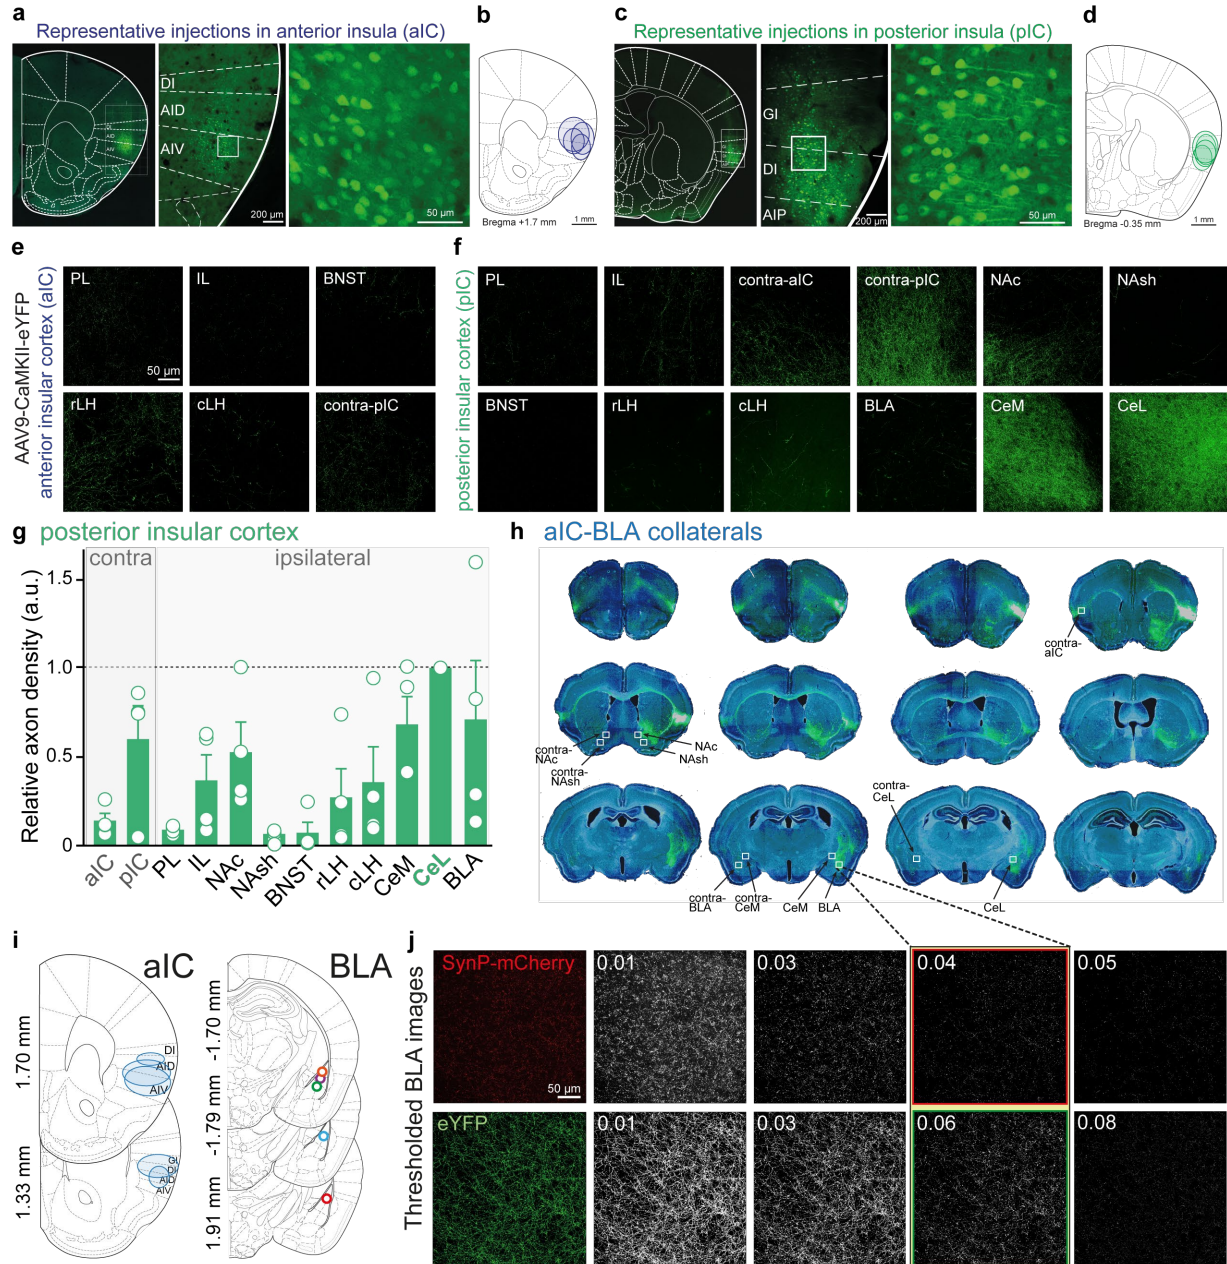 a
Representative injections in anterior insula (aIC)
DI
AID
AIV
200 µm
50 µm
b
Bregma +1.7 mm
1 mm
c
Representative injections in posterior insula (pIC)
GI
DI
AIP
200 µm
50 µm
d
Bregma -0.35 mm
1 mm
e
AAV9-CaMKII-eYFP
anterior insular cortex (aIC)
PL
IL
BNST
50 µm
rLH
cLH
contra-pIC
f
posterior insular cortex (pIC)
PL
IL
contra-aIC
contra-pIC
NAc
NAsh
BNST
rLH
cLH
BLA
CeM
CeL
g
posterior insular cortex
contra
ipsilateral
Relative axon density (a.u.)
1.5
1.0
0.5
0
aIC
pIC
PL
IL
NAc
NAsh
BNST
rLH
cLH
CeM
CeL
BLA
h
aIC-BLA collaterals
contra-
aIC
contra-
NAc
contra-
NAsh
NAc
NAsh
contra-
CeL
contra-
BLA
contra-
CeM
CeM
BLA
CeL
i
aIC
1.70 mm
DI
AID
AIV
1.33 mm
GI
DI
AID
AIV
BLA
-1.70 mm
-1.79 mm
1.91 mm
j
Thresholded BLA images
SynP-mCherry
50 µm
0.01
0.03
0.04
0.05
eYFP
0.01
0.03
0.06
0.08